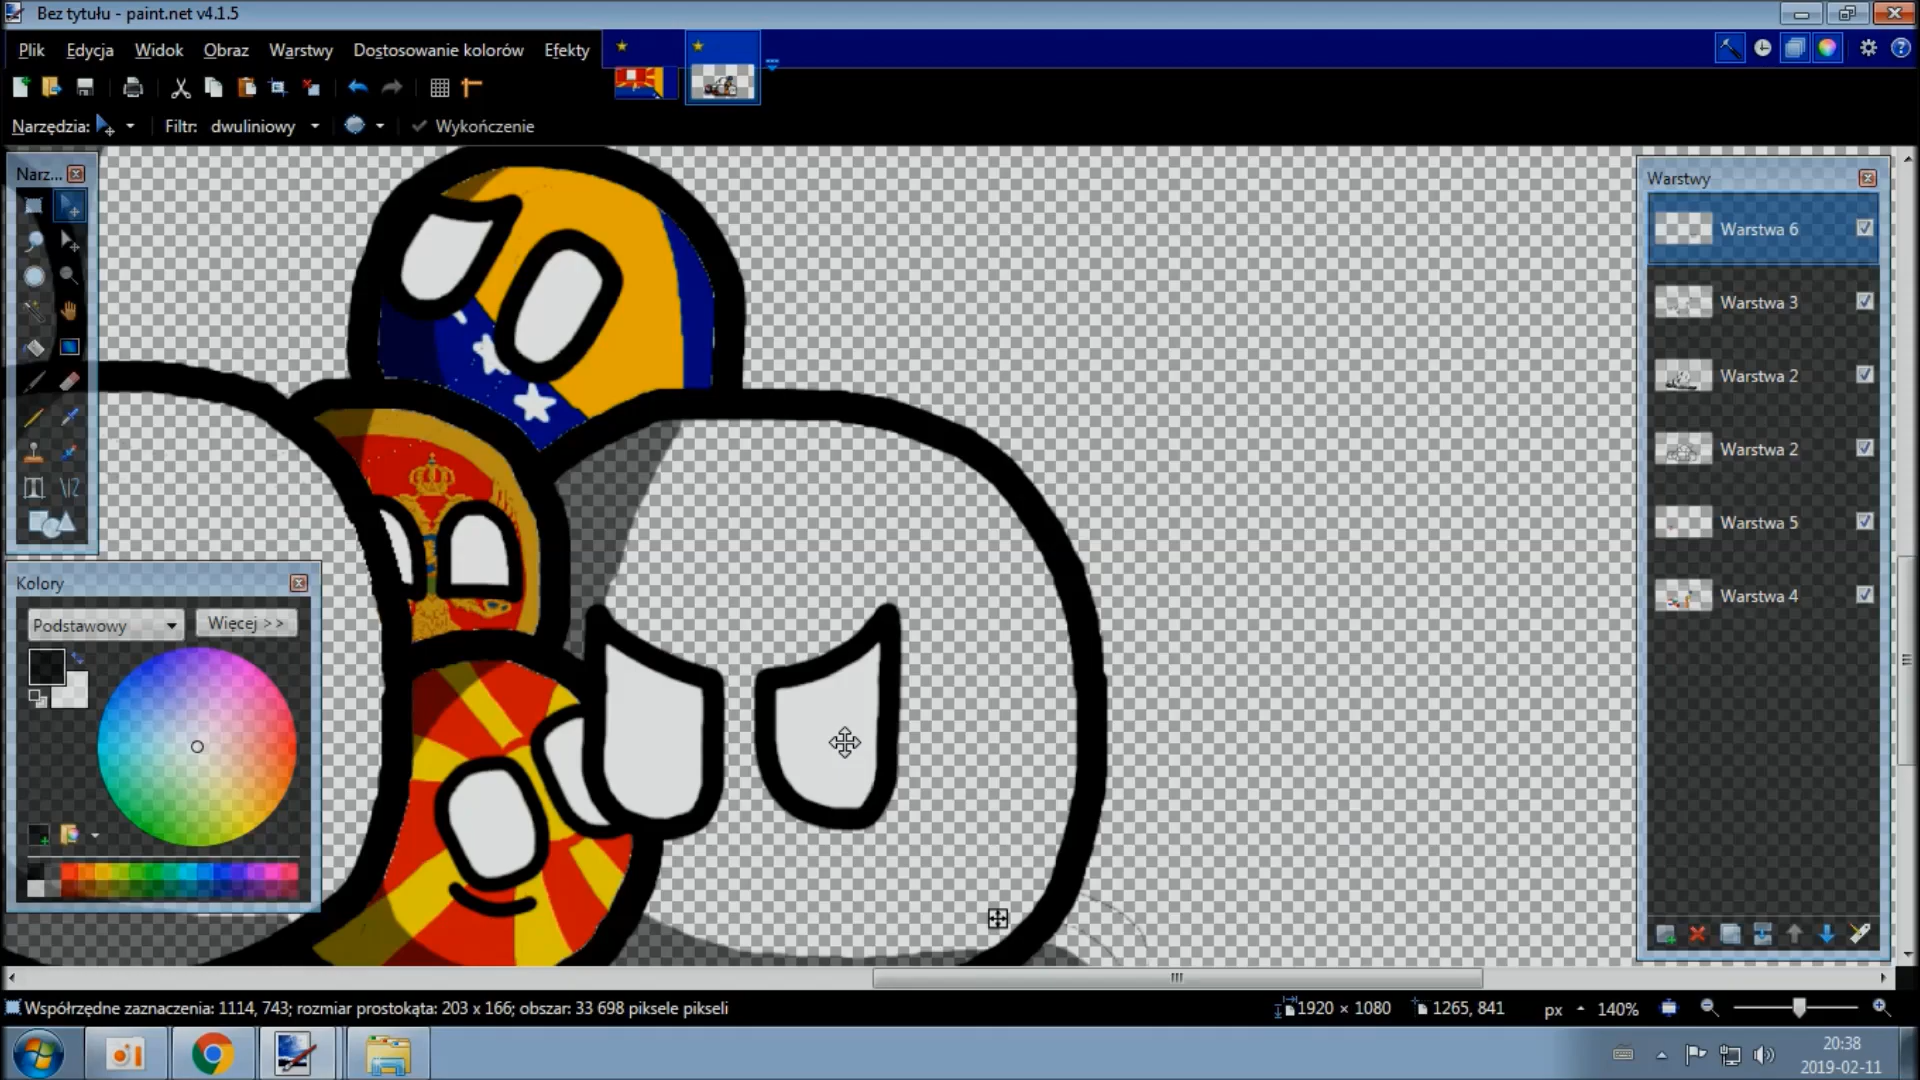 Bez tytułu - paint.net v4.1.5
Plik Edycja Widok Obraz Warstwy Dostosowanie kolorów Efekty
Narzędzia: Filtr: dwuliniowy Wykończenie
Narz...
Warstwy
Warstwa 6
Warstwa 3
Warstwa 2
Warstwa 2
Warstwa 5
Warstwa 4
Kolory
Podstawowy Więcej >>
Współrzędne zaznaczenia: 1114, 743; rozmiar prostokąta: 203 x 166; obszar: 33 698 piksele pikseli
1920 × 1080 1265, 841 px 140%
20:38
2019-02-11